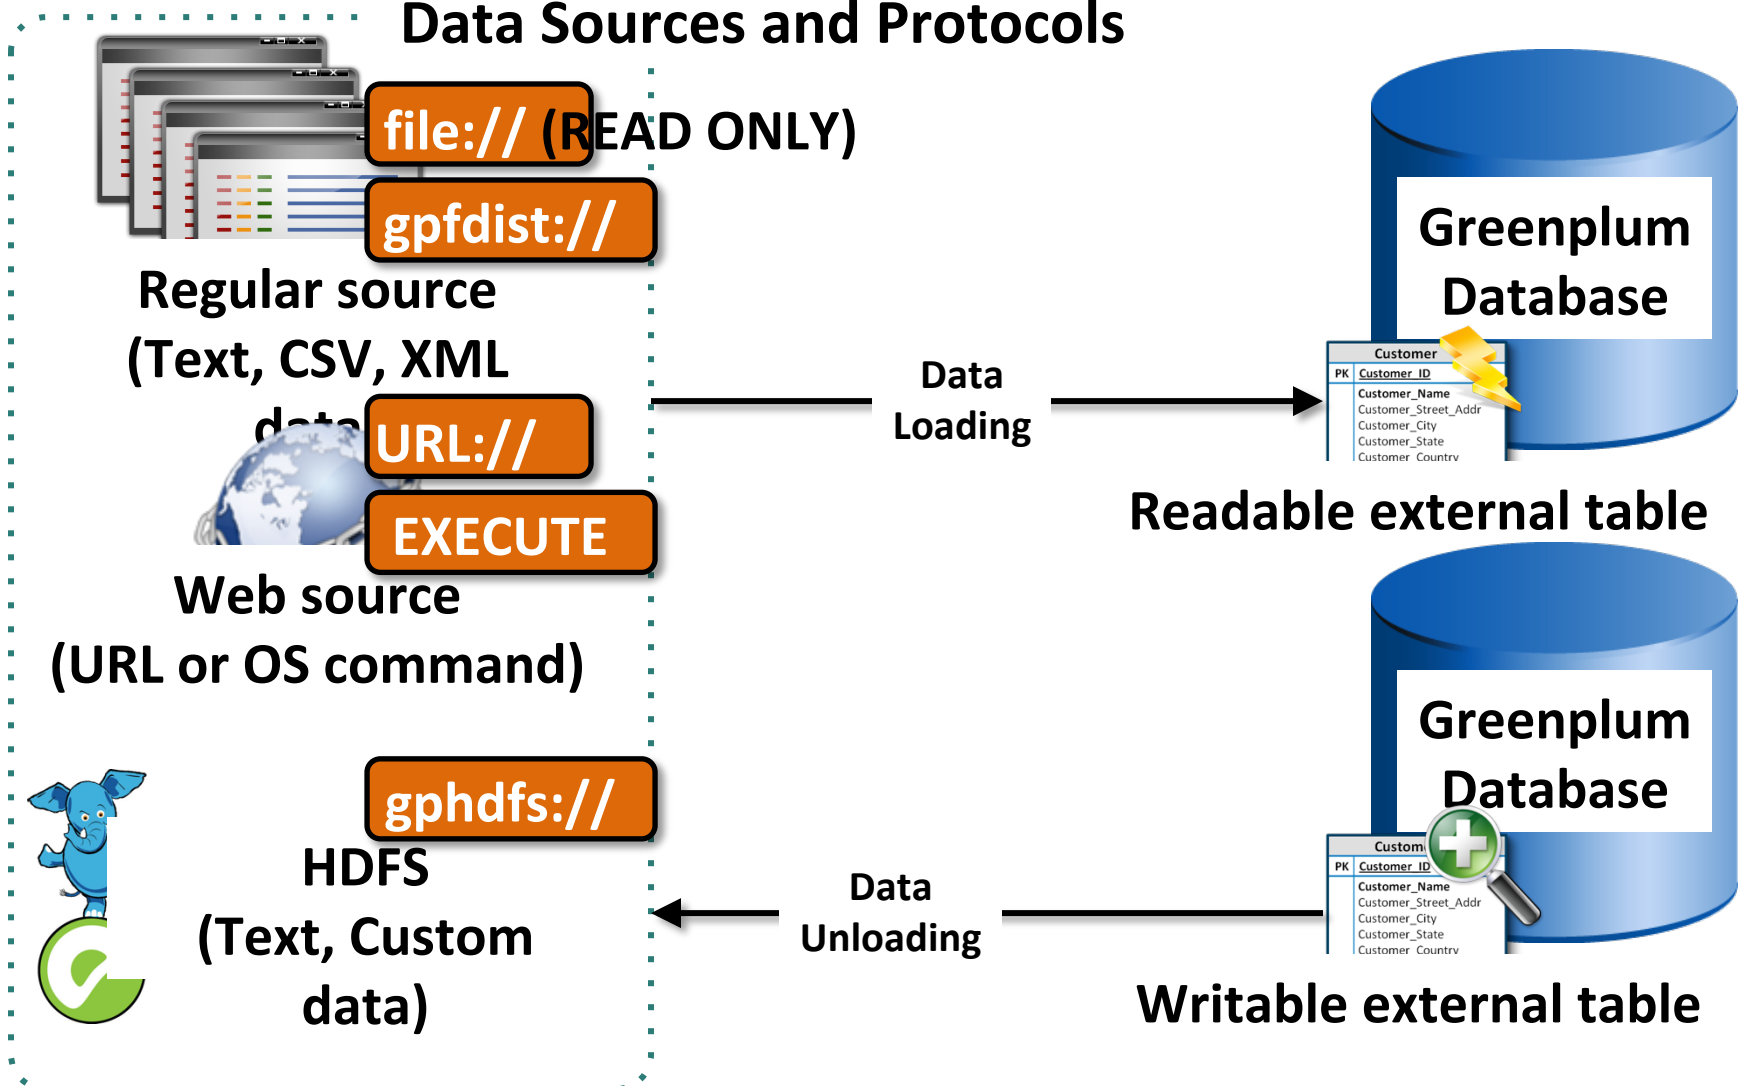 Data Sources and Protocols
file:// (READ ONLY)
gpfdist://
Regular source
(Text, CSV, XML
data
URL://
EXECUTE
Web source
(URL or OS command)
gphdfs://
HDFS
(Text, Custom
data)
Data
Loading
Data
Unloading
Greenplum
Database
Customer
PK Customer_ID
Customer_Name
Customer_Street_Addr
Customer_City
Customer_State
Customer_Country
Readable external table
Greenplum
Database
Custom
PK Customer_ID
Customer_Name
Customer_Street_Addr
Customer_City
Customer_State
Customer_Country
Writable external table